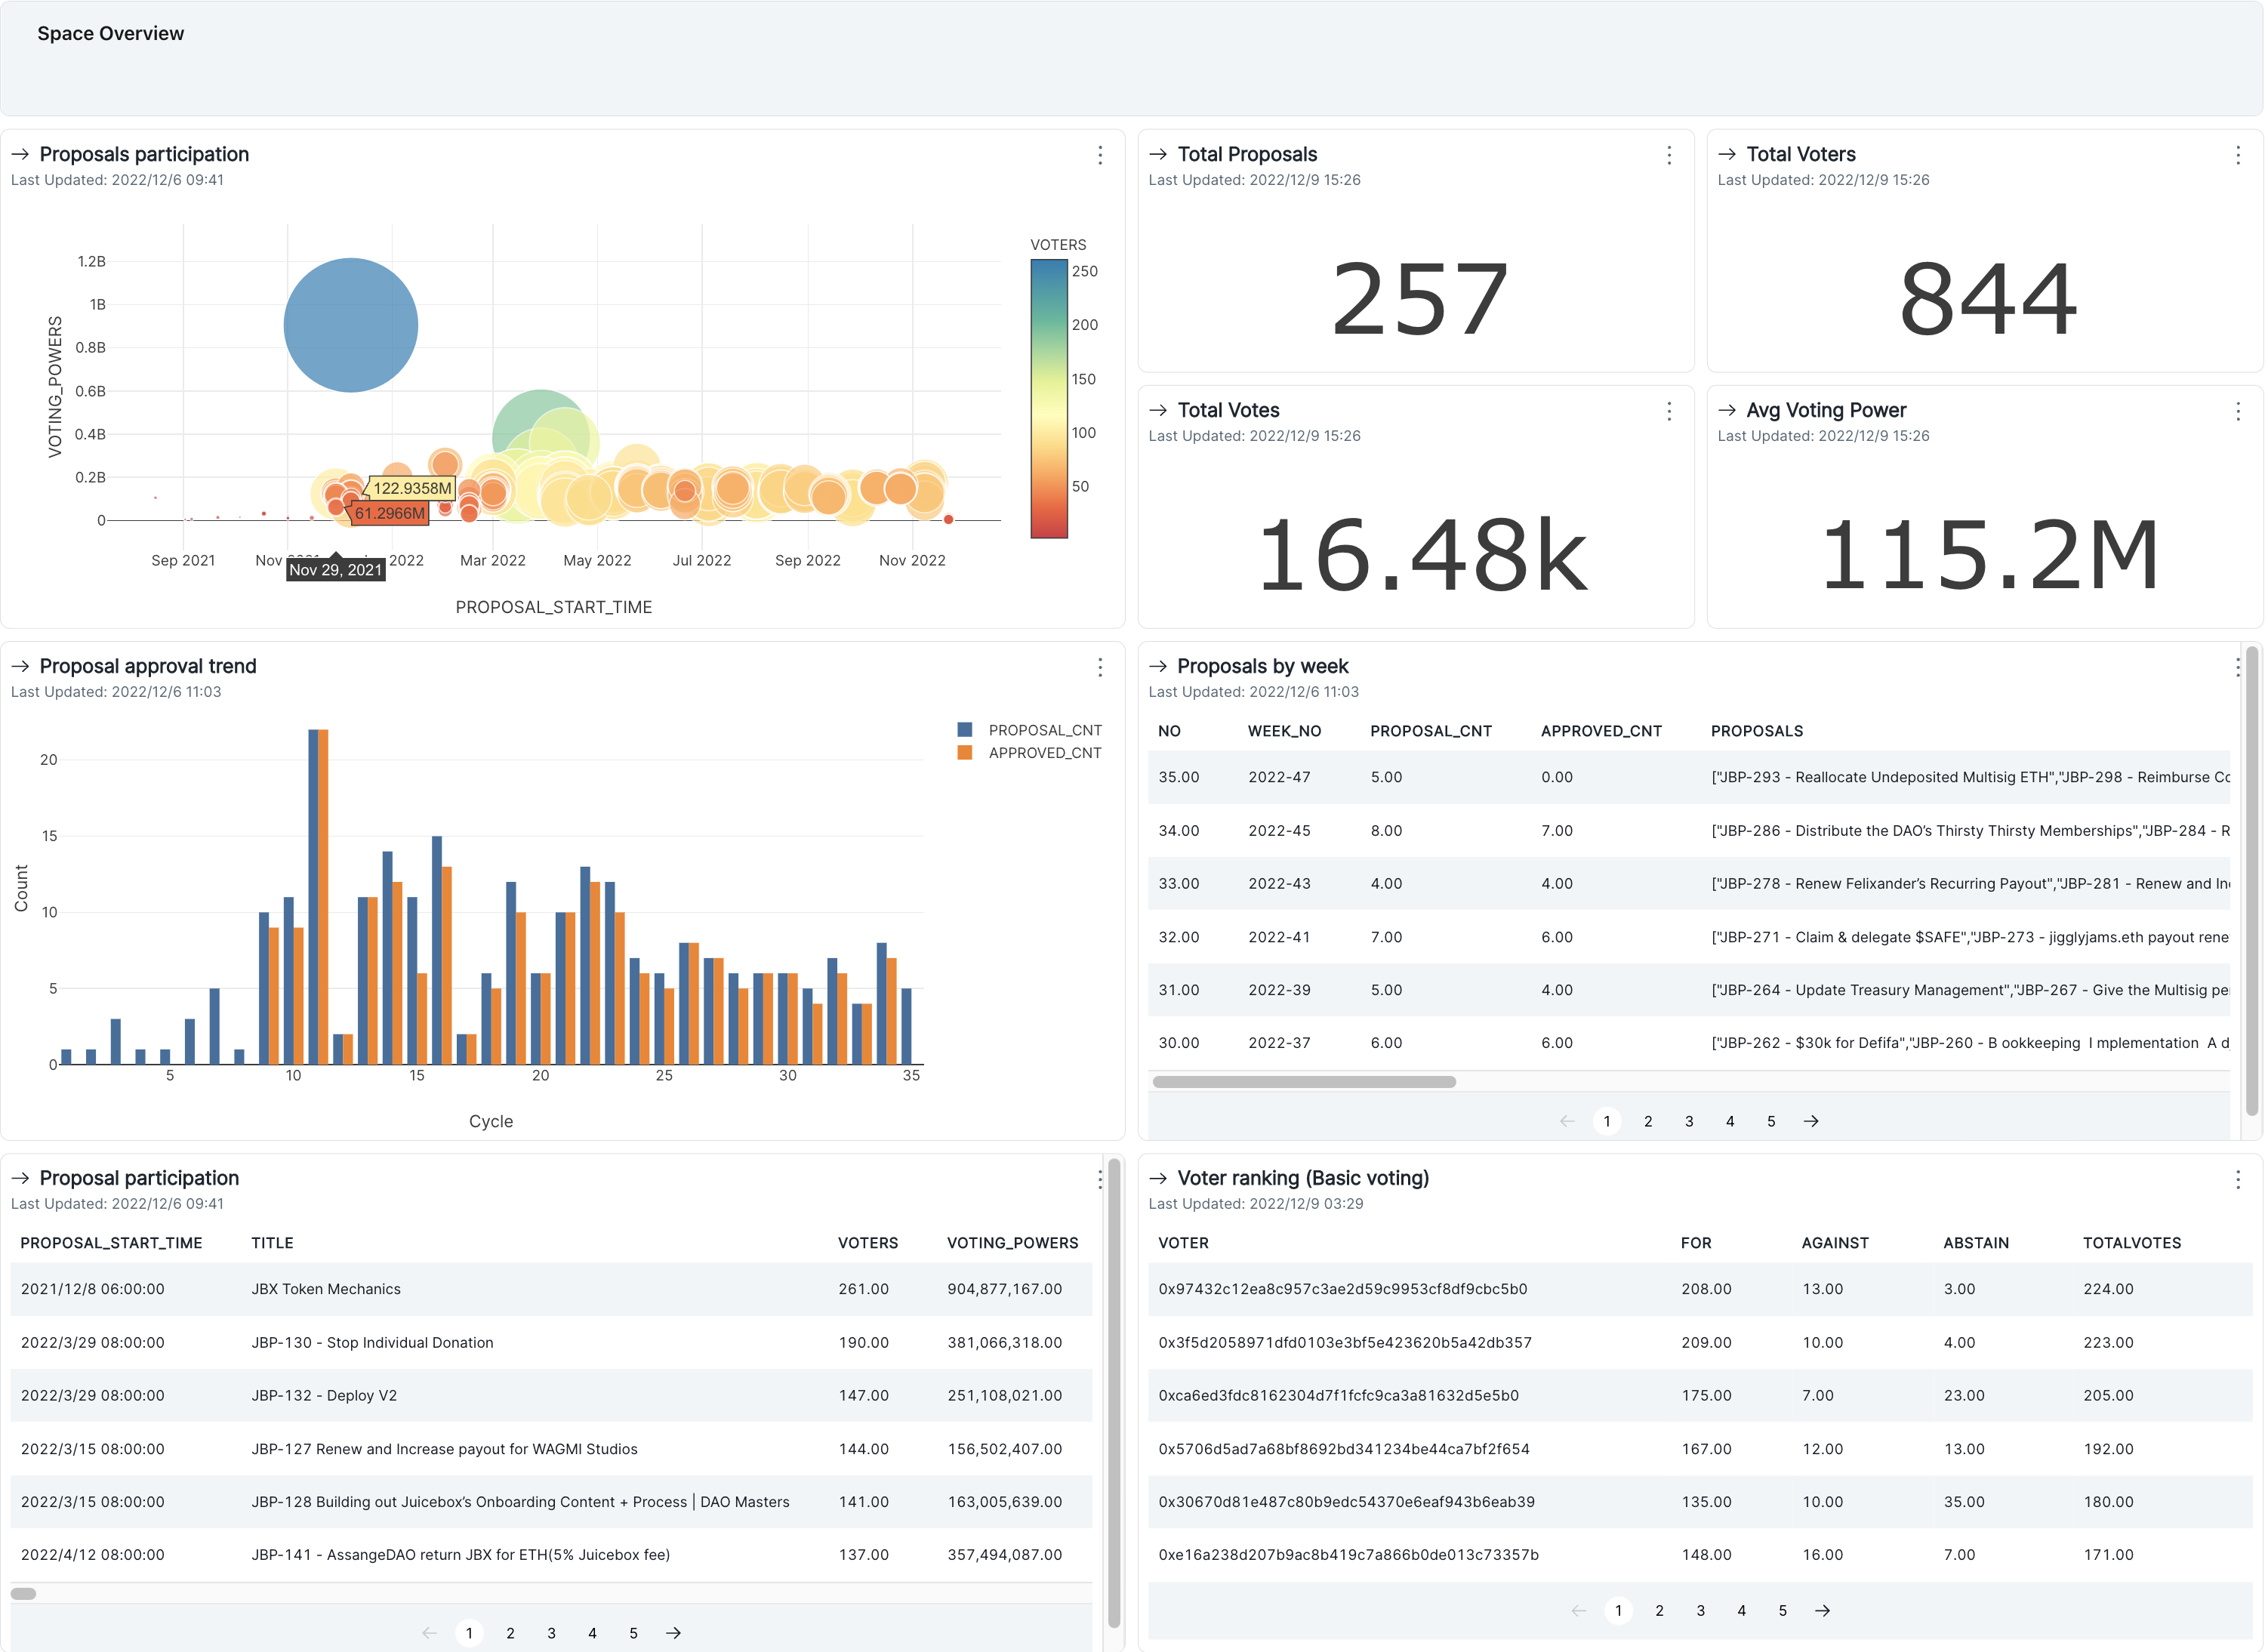 Space Overview
Proposals participation
Last Updated: 2022/12/6 09:41
VOTING_POWERS
1.2B
1B
0.8B
0.6B
0.4B
0.2B
0
122.9358M
61.2966M
Sep 2021
Nov
2022
Mar 2022
May 2022
Jul 2022
Sep 2022
Nov 2022
Nov 29, 2021
PROPOSAL_START_TIME
VOTERS
250
200
150
100
50
Total Proposals
Last Updated: 2022/12/9 15:26
257
Total Voters
Last Updated: 2022/12/9 15:26
844
Total Votes
Last Updated: 2022/12/9 15:26
16.48k
Avg Voting Power
Last Updated: 2022/12/9 15:26
115.2M
Proposal approval trend
Last Updated: 2022/12/6 11:03
PROPOSAL_CNT
APPROVED_CNT
Count
20
15
10
5
0
5 10 15 20 25 30 35
Cycle
Proposals by week
Last Updated: 2022/12/6 11:03
NO WEEK_NO PROPOSAL_CNT APPROVED_CNT PROPOSALS
35.00 2022-47 5.00 0.00 ["JBP-293 - Reallocate Undeposited Multisig ETH","JBP-298 - Reimburse Co
34.00 2022-45 8.00 7.00 ["JBP-286 - Distribute the DAO’s Thirsty Thirsty Memberships","JBP-284 - R
33.00 2022-43 4.00 4.00 ["JBP-278 - Renew Felixander’s Recurring Payout","JBP-281 - Renew and In
32.00 2022-41 7.00 6.00 ["JBP-271 - Claim & delegate $SAFE","JBP-273 - jigglyjams.eth payout rene
31.00 2022-39 5.00 4.00 ["JBP-264 - Update Treasury Management","JBP-267 - Give the Multisig pe
30.00 2022-37 6.00 6.00 ["JBP-262 - $30k for Defifa","JBP-260 - B ookkeeping I mplementation A d
1 2 3 4 5
Proposal participation
Last Updated: 2022/12/6 09:41
PROPOSAL_START_TIME TITLE VOTERS VOTING_POWERS
2021/12/8 06:00:00 JBX Token Mechanics 261.00 904,877,167.00
2022/3/29 08:00:00 JBP-130 - Stop Individual Donation 190.00 381,066,318.00
2022/3/29 08:00:00 JBP-132 - Deploy V2 147.00 251,108,021.00
2022/3/15 08:00:00 JBP-127 Renew and Increase payout for WAGMI Studios 144.00 156,502,407.00
2022/3/15 08:00:00 JBP-128 Building out Juicebox’s Onboarding Content + Process | DAO Masters 141.00 163,005,639.00
2022/4/12 08:00:00 JBP-141 - AssangeDAO return JBX for ETH(5% Juicebox fee) 137.00 357,494,087.00
1 2 3 4 5
Voter ranking (Basic voting)
Last Updated: 2022/12/9 03:29
VOTER FOR AGAINST ABSTAIN TOTALVOTES
0x97432c12ea8c957c3ae2d59c9953cf8df9cbc5b0 208.00 13.00 3.00 224.00
0x3f5d2058971dfd0103e3bf5e423620b5a42db357 209.00 10.00 4.00 223.00
0xca6ed3fdc8162304d7f1fcfc9ca3a81632d5e5b0 175.00 7.00 23.00 205.00
0x5706d5ad7a68bf8692bd341234be44ca7bf2f654 167.00 12.00 13.00 192.00
0x30670d81e487c80b9edc54370e6eaf943b6eab39 135.00 10.00 35.00 180.00
0xe16a238d207b9ac8b419c7a866b0de013c73357b 148.00 16.00 7.00 171.00
1 2 3 4 5